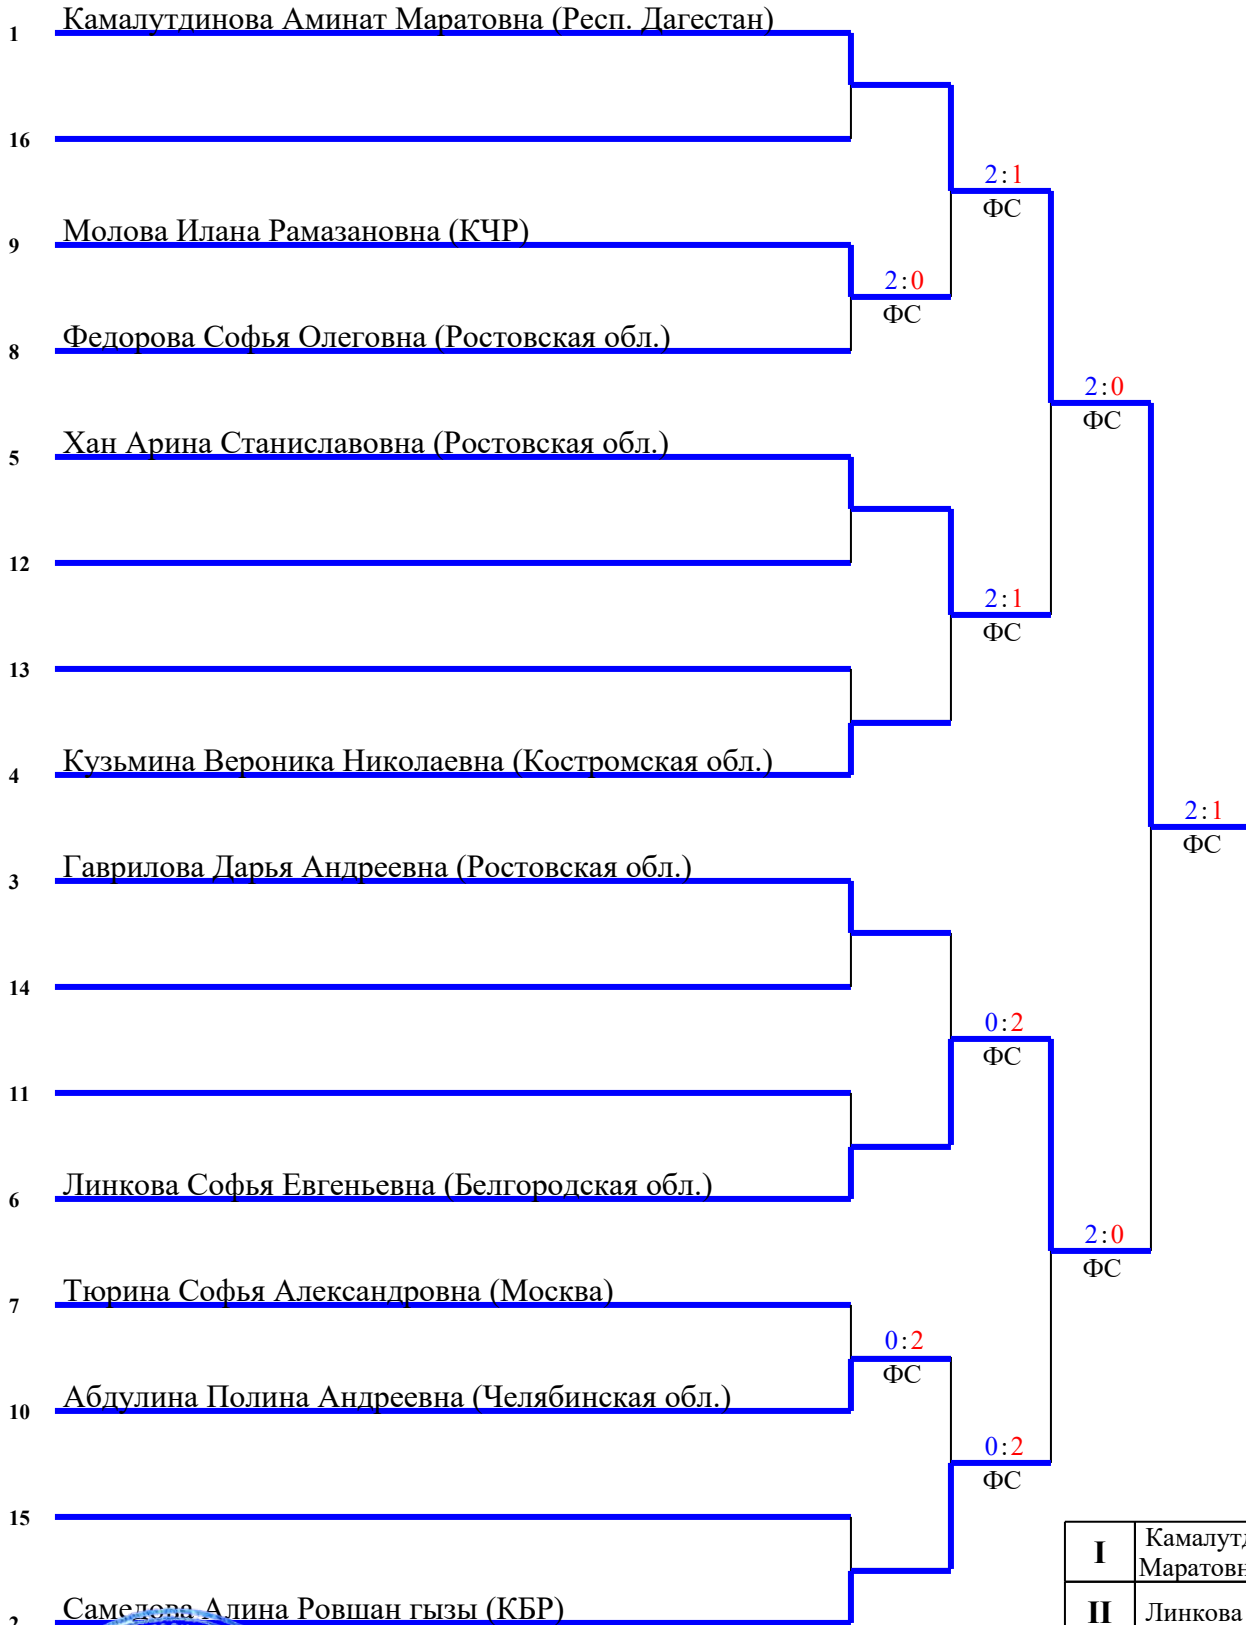 1 Камалутдинова Аминат Маратовна (Респ. Дагестан)
16
2:1
ФС
9 Молова Илана Рамазановна (КЧР)
2:0
ФС
8 Федорова Софья Олеговна (Ростовская обл.)
2:0
ФС
5 Хан Арина Станиславовна (Ростовская обл.)
12
2:1
ФС
13
4 Кузьмина Вероника Николаевна (Костромская обл.)
2:1
ФС
3 Гаврилова Дарья Андреевна (Ростовская обл.)
14
0:2
ФС
11
6 Линкова Софья Евгеньевна (Белгородская обл.)
2:0
ФС
7 Тюрина Софья Александровна (Москва)
0:2
ФС
10 Абдулина Полина Андреевна (Челябинская обл.)
0:2
ФС
15
I Камалутд
Маратовн
2 Самедова Алина Ровшан гызы (КБР)
II Линкова